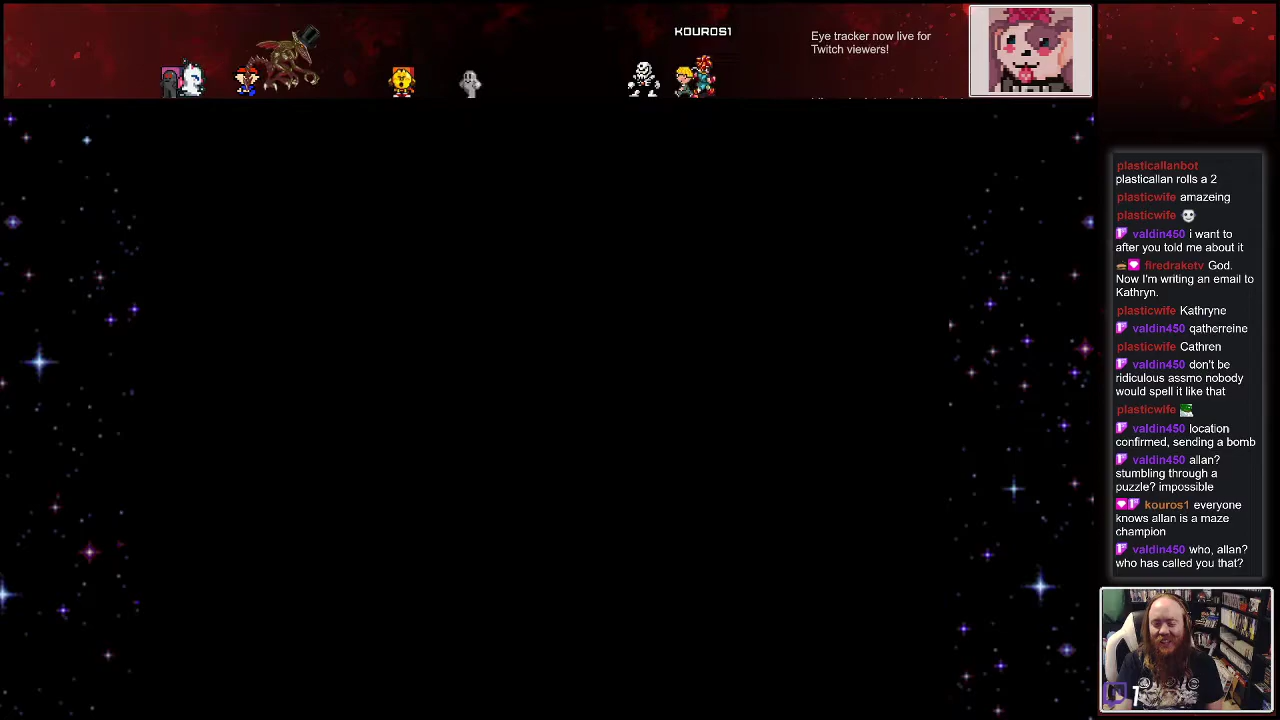 KOUROS1
Eye tracker now live for
Twitch viewers!
plasticallanbot
plasticallan rolls a 2
plasticwife amazeing
plasticwife
valdin450 i want to
after you told me about it
firedraketv God.
Now I'm writing an email to
Kathryn.
plasticwife Kathryne
valdin450 qatherreine
plasticwife Cathren
valdin450 don't be
ridiculous assmo nobody
would spell it like that
plasticwife
valdin450 location
confirmed, sending a bomb
valdin450 allan?
stumbling through a
puzzle? impossible
kouros1 everyone
knows allan is a maze
champion
valdin450 who, allan?
who has called you that?
1